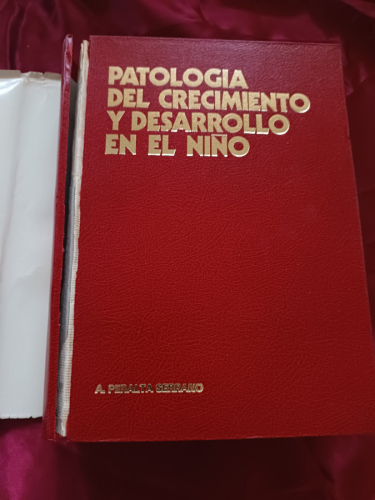 PATOLOGIA
DEL CRECIMIENTO
Y DESARROLLO
EN EL NIÑO
A. PERALTA SERRANO